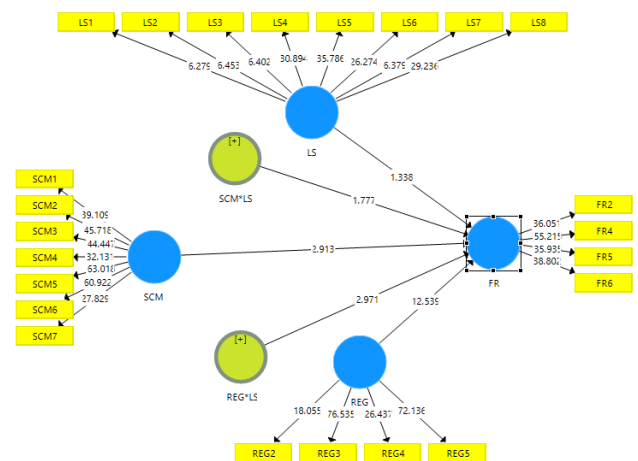 LS1 LS2 LS3 LS4 LS5 LS6 LS7 LS8
6.279 6.453 6.402 30.894 35.786 26.274 6.379 29.236
LS
[+]
SCM*LS
1.338
1.777
SCM1
SCM2
SCM3
SCM4
SCM5
SCM6
SCM7
39.109
45.718
44.447
32.131
63.018
60.922
27.829
SCM
2.913
FR2
FR4
FR5
FR6
36.051
55.215
35.935
38.802
FR
2.971
12.539
[+]
REG*LS
REG
18.055 76.535 26.437 72.136
REG2 REG3 REG4 REG5